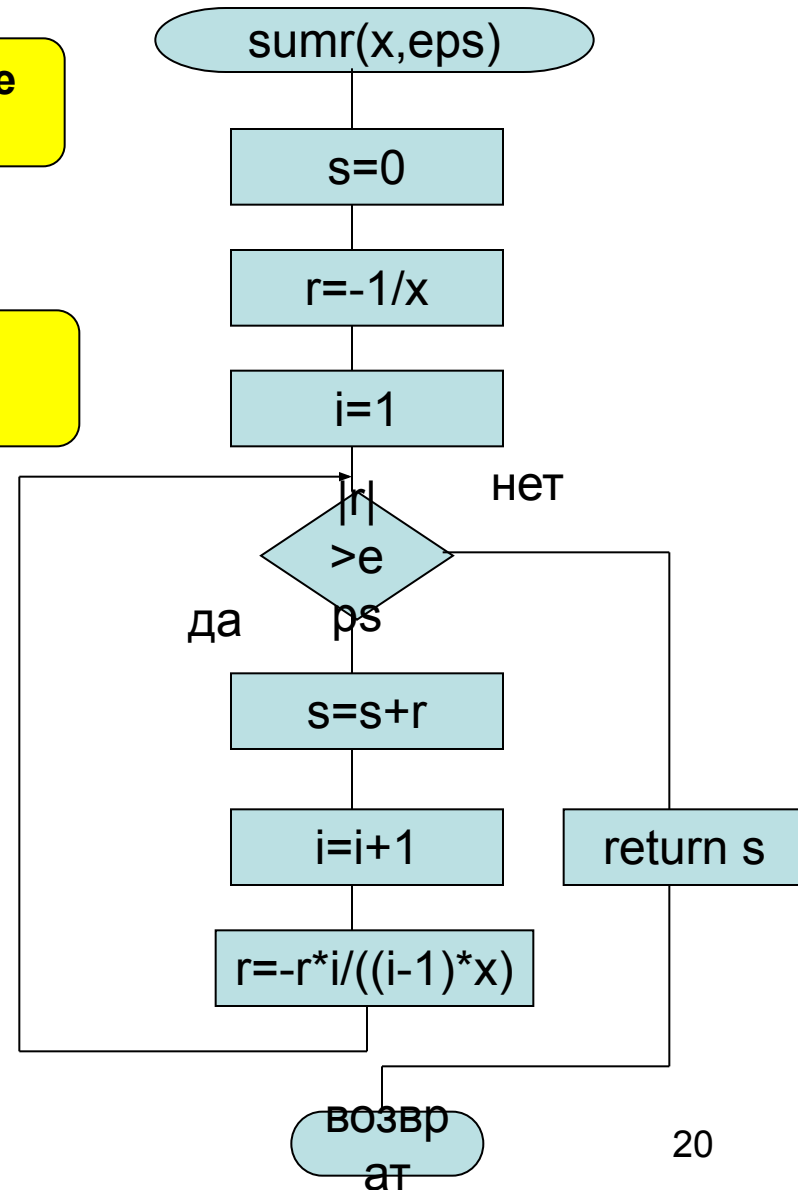 sumr(x,eps)
e
s=0
r=-1/x
i=1
нет
|r|
>e
ps
да
s=s+r
i=i+1
return s
r=-r*i/((i-1)*x)
возвр
ат
20